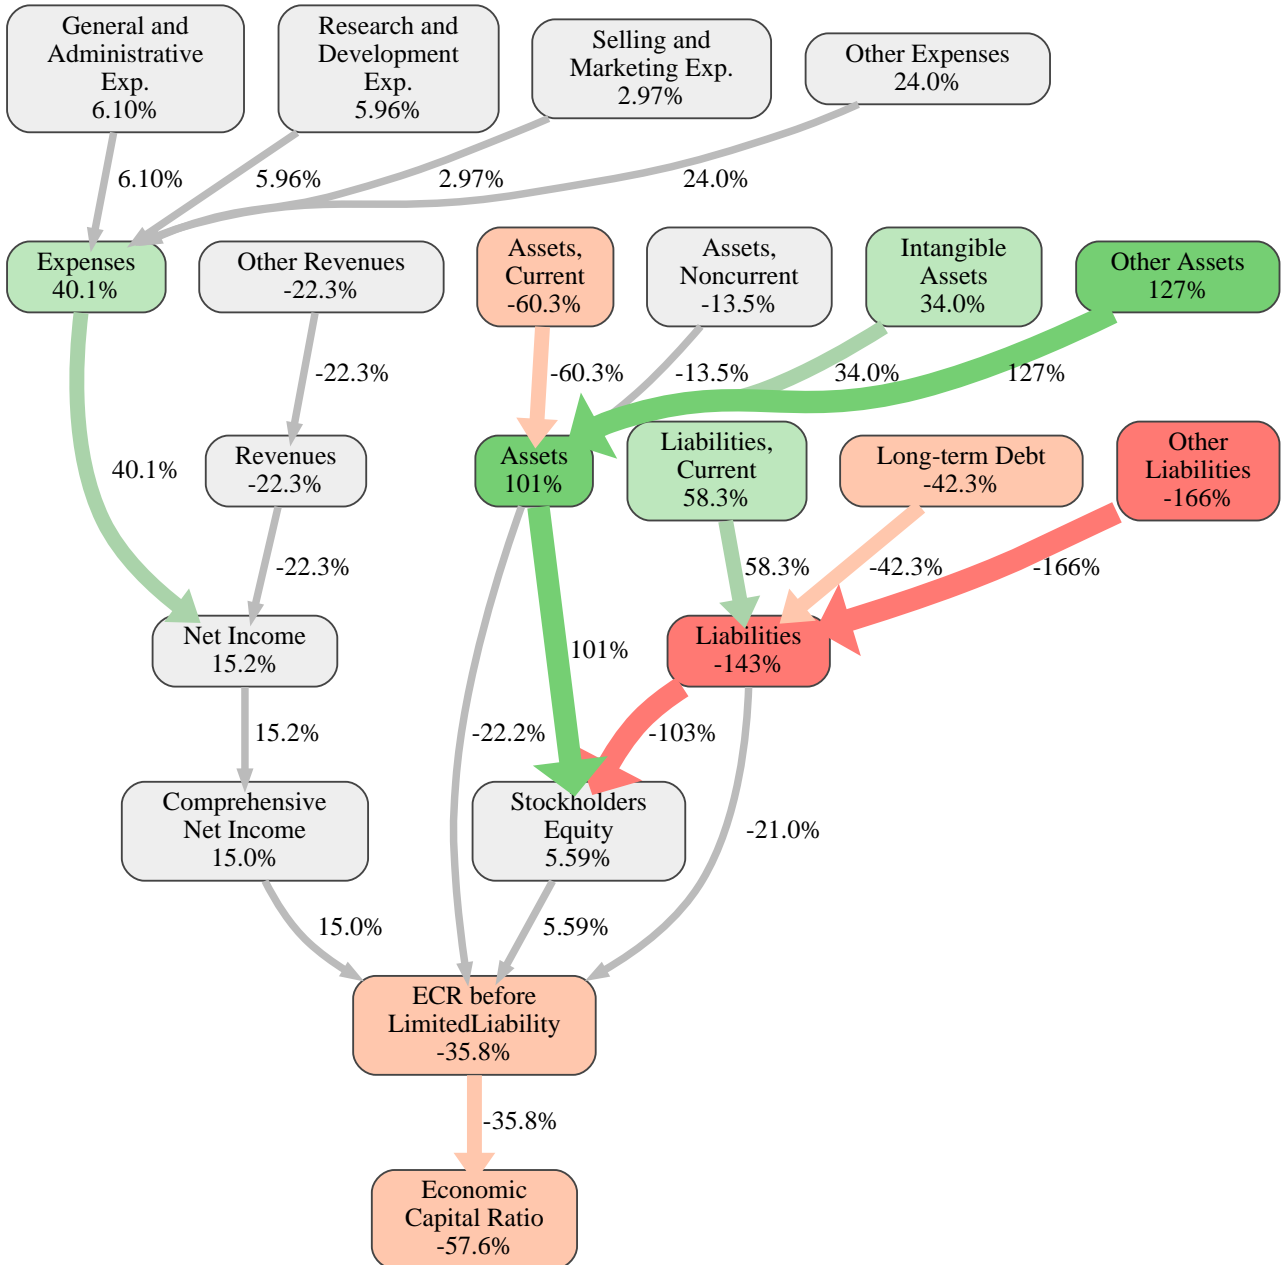 General and
Administrative
Exp.
6.10%
Research and
Development
Exp.
5.96%
Selling and
Marketing Exp.
2.97%
Other Expenses
24.0%
6.10%
5.96%
2.97%
24.0%
Expenses
40.1%
Other Revenues
-22.3%
Assets,
Current
-60.3%
Assets,
Noncurrent
-13.5%
Intangible
Assets
34.0%
Other Assets
127%
-22.3%
-60.3%
-13.5%
34.0%
127%
40.1%
Revenues
-22.3%
Assets
101%
Liabilities,
Current
58.3%
Long-term Debt
-42.3%
Other
Liabilities
-166%
-22.3%
58.3%
-42.3%
-166%
Net Income
15.2%
101%
Liabilities
-143%
15.2%
-22.2%
-103%
Comprehensive
Net Income
15.0%
Stockholders
Equity
5.59%
-21.0%
15.0%
5.59%
ECR before
LimitedLiability
-35.8%
-35.8%
Economic
Capital Ratio
-57.6%